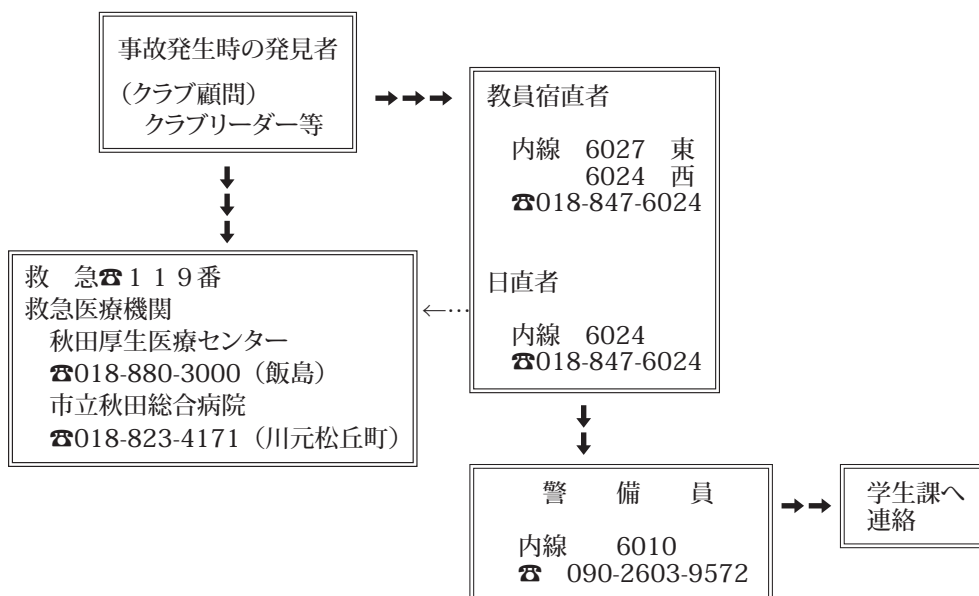 事故発生時の発見者
（クラブ顧問）
クラブリーダー等
教員宿直者
内線　6027　東
6024　西
☎018-847-6024
日直者
内線　6024
☎018-847-6024
救　急☎１１９番
救急医療機関
秋田厚生医療センター
☎018-880-3000（飯島）
市立秋田総合病院
☎018-823-4171（川元松丘町）
警　備　員
内線　6010
☎　090-2603-9572
学生課へ
連絡